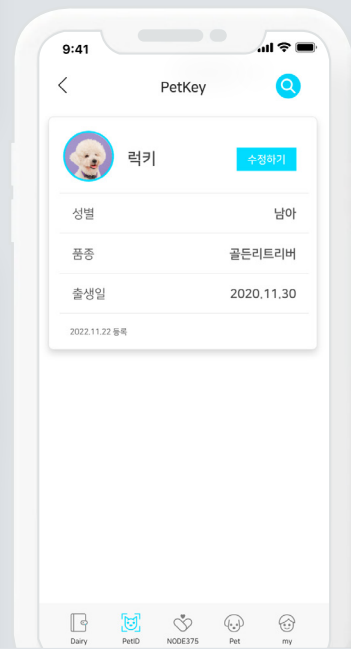 9:41
PetKey
럭키
수정하기
성별 남아
품종 골든리트리버
출생일 2020.11.30
2022.11.22 등록
Dairy PetID NODE375 Pet my